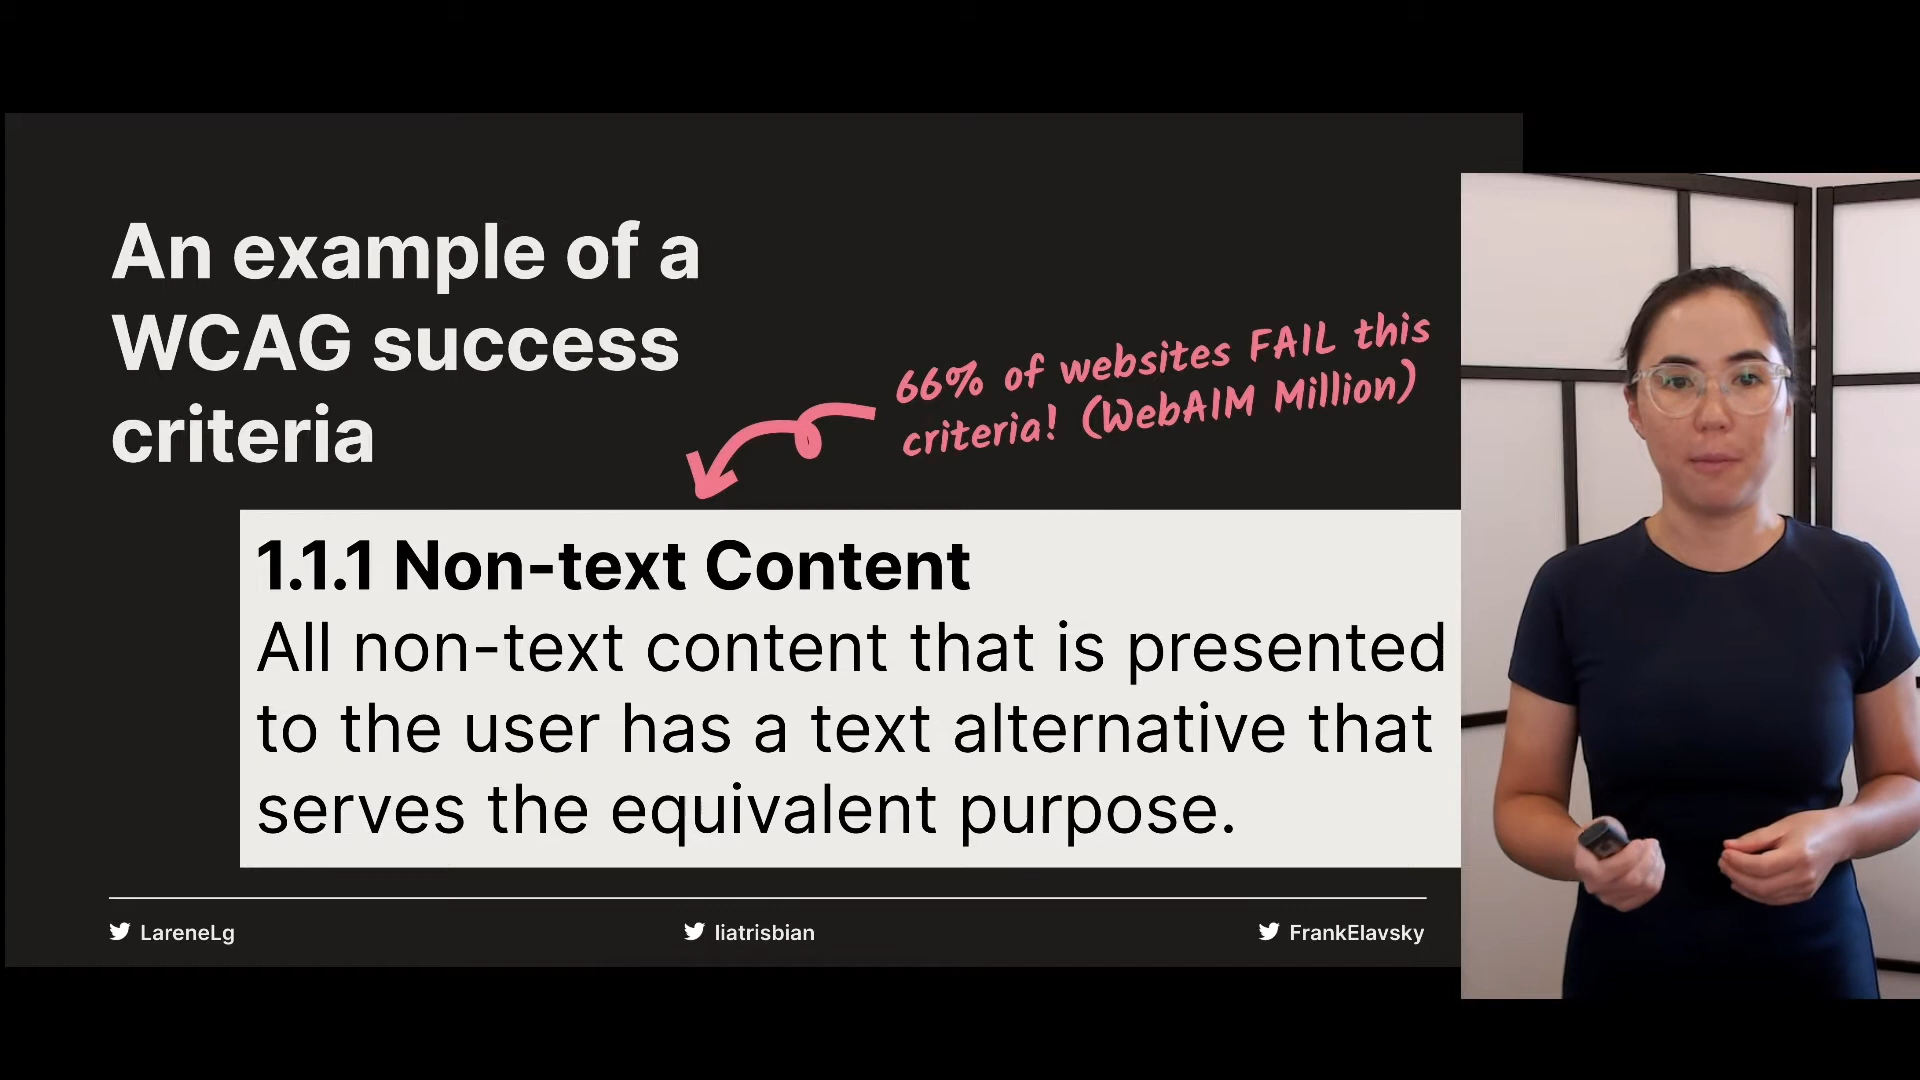 An example of a
WCAG success
criteria
66% of websites FAIL this
criteria! (WebAIM Million)
1.1.1 Non-text Content
All non-text content that is presented
to the user has a text alternative that
serves the equivalent purpose.
LareneLg
liatrisbian
FrankElavsky